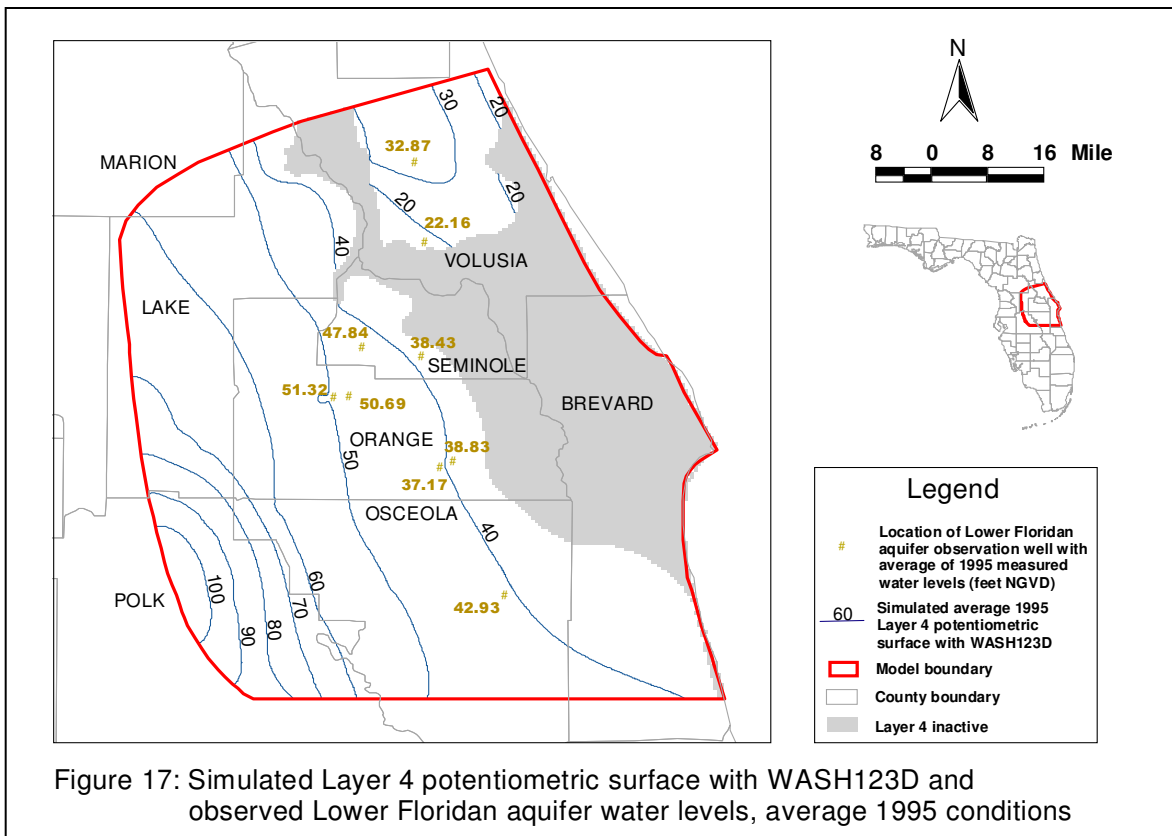 N
8 0 8 16 Mile
MARION
30
20
32.87
20
20
22.16
VOLUSIA
40
LAKE
47.84
38.43
SEMINOLE
51.32
50.69
BREVARD
ORANGE
38.83
50
37.17
OSCEOLA
40
100
60
POLK
70
42.93
80
90
Legend
# Location of Lower Floridan
aquifer observation well with
average of 1995 measured
water levels (feet NGVD)
60 Simulated average 1995
Layer 4 potentiometric
surface with WASH123D
Model boundary
County boundary
Layer 4 inactive
Figure 17: Simulated Layer 4 potentiometric surface with WASH123D and
observed Lower Floridan aquifer water levels, average 1995 conditions